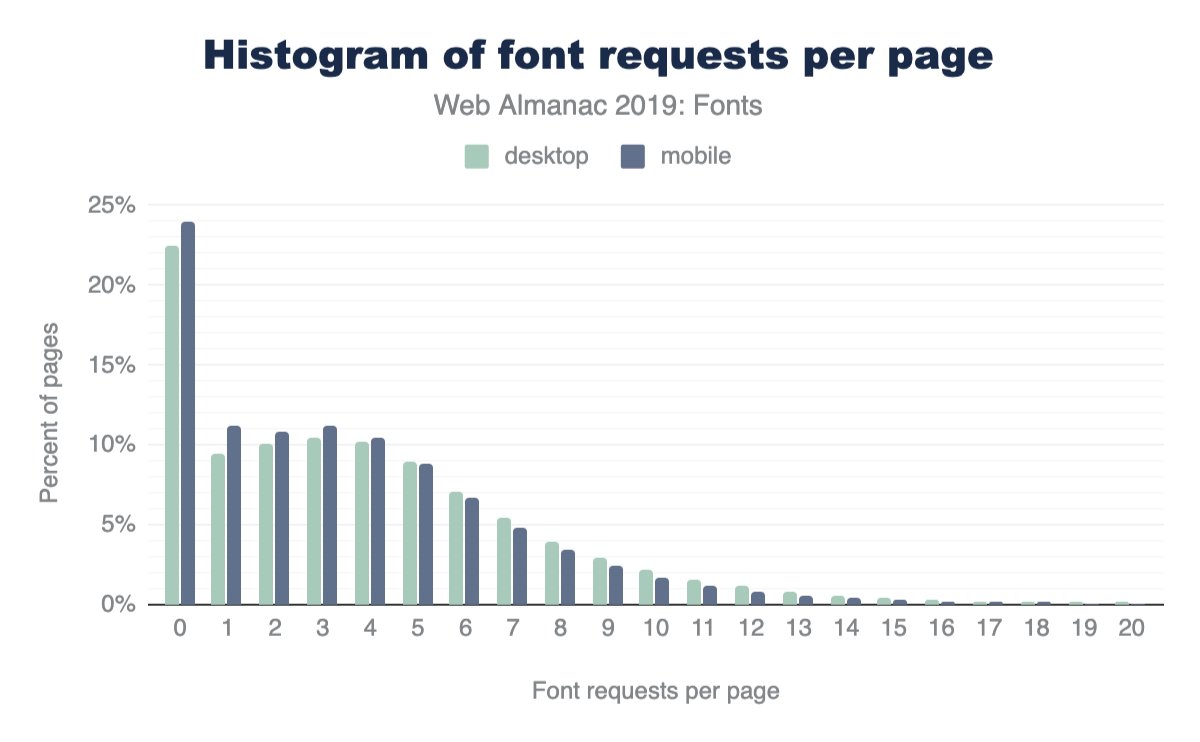 Histogram of font requests per page
Web Almanac 2019: Fonts
desktop mobile
Percent of pages
25%
20%
15%
10%
5%
0%
0 1 2 3 4 5 6 7 8 9 10 11 12 13 14 15 16 17 18 19 20
Font requests per page